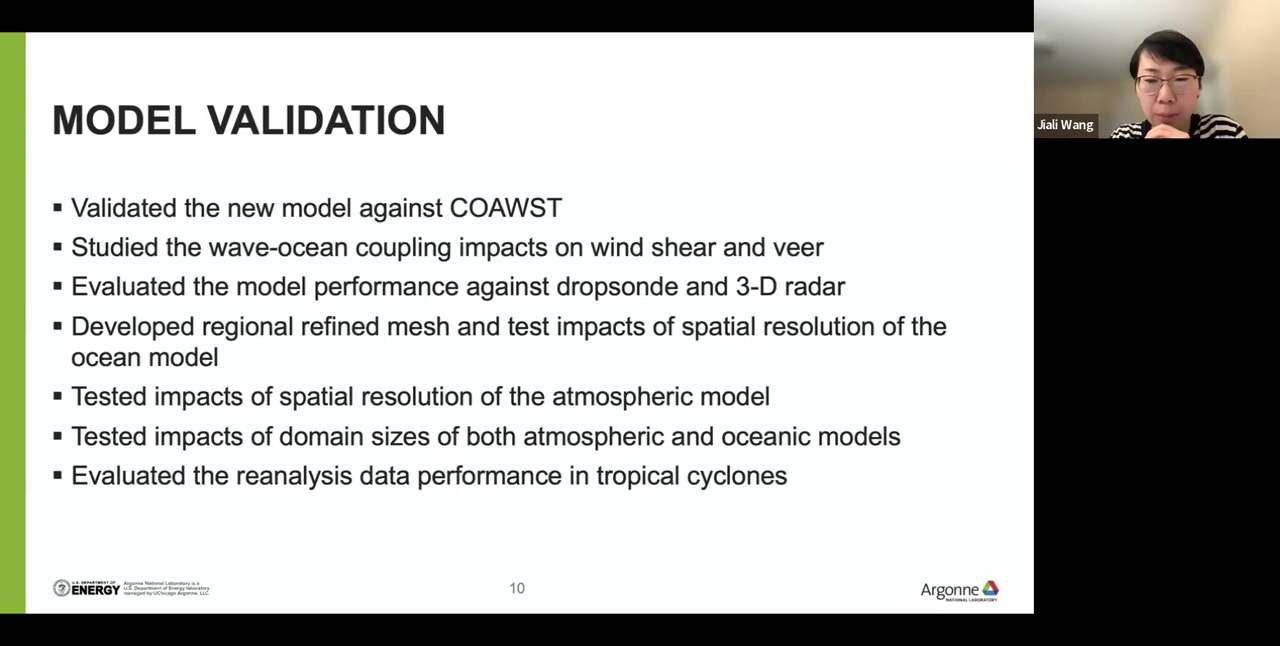 MODEL VALIDATION
▪ Validated the new model against COAWST
▪ Studied the wave-ocean coupling impacts on wind shear and veer
▪ Evaluated the model performance against dropsonde and 3-D radar
▪ Developed regional refined mesh and test impacts of spatial resolution of the
ocean model
▪ Tested impacts of spatial resolution of the atmospheric model
▪ Tested impacts of domain sizes of both atmospheric and oceanic models
▪ Evaluated the reanalysis data performance in tropical cyclones
Jiali Wang
U.S. DEPARTMENT OF
ENERGY
Argonne National Laboratory is a
U.S. Department of Energy laboratory
managed by UChicago Argonne, LLC.
10
Argonne
NATIONAL LABORATORY